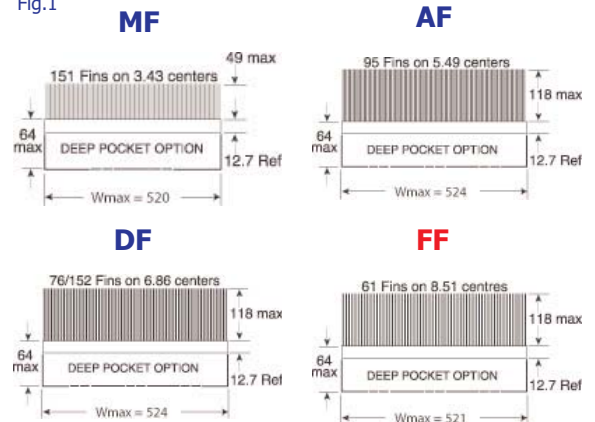 Fig.1
MF
49 max
151 Fins on 3.43 centers
64
max
DEEP POCKET OPTION
12.7 Ref
Wmax = 520
AF
95 Fins on 5.49 centers
118 max
64
max
DEEP POCKET OPTION
12.7 Ref
Wmax = 524
DF
76/152 Fins on 6.86 centers
118 max
64
max
DEEP POCKET OPTION
12.7 Ref
Wmax = 524
FF
61 Fins on 8.51 centres
118 max
64
max
DEEP POCKET OPTION
12.7 Ref
Wmax = 521